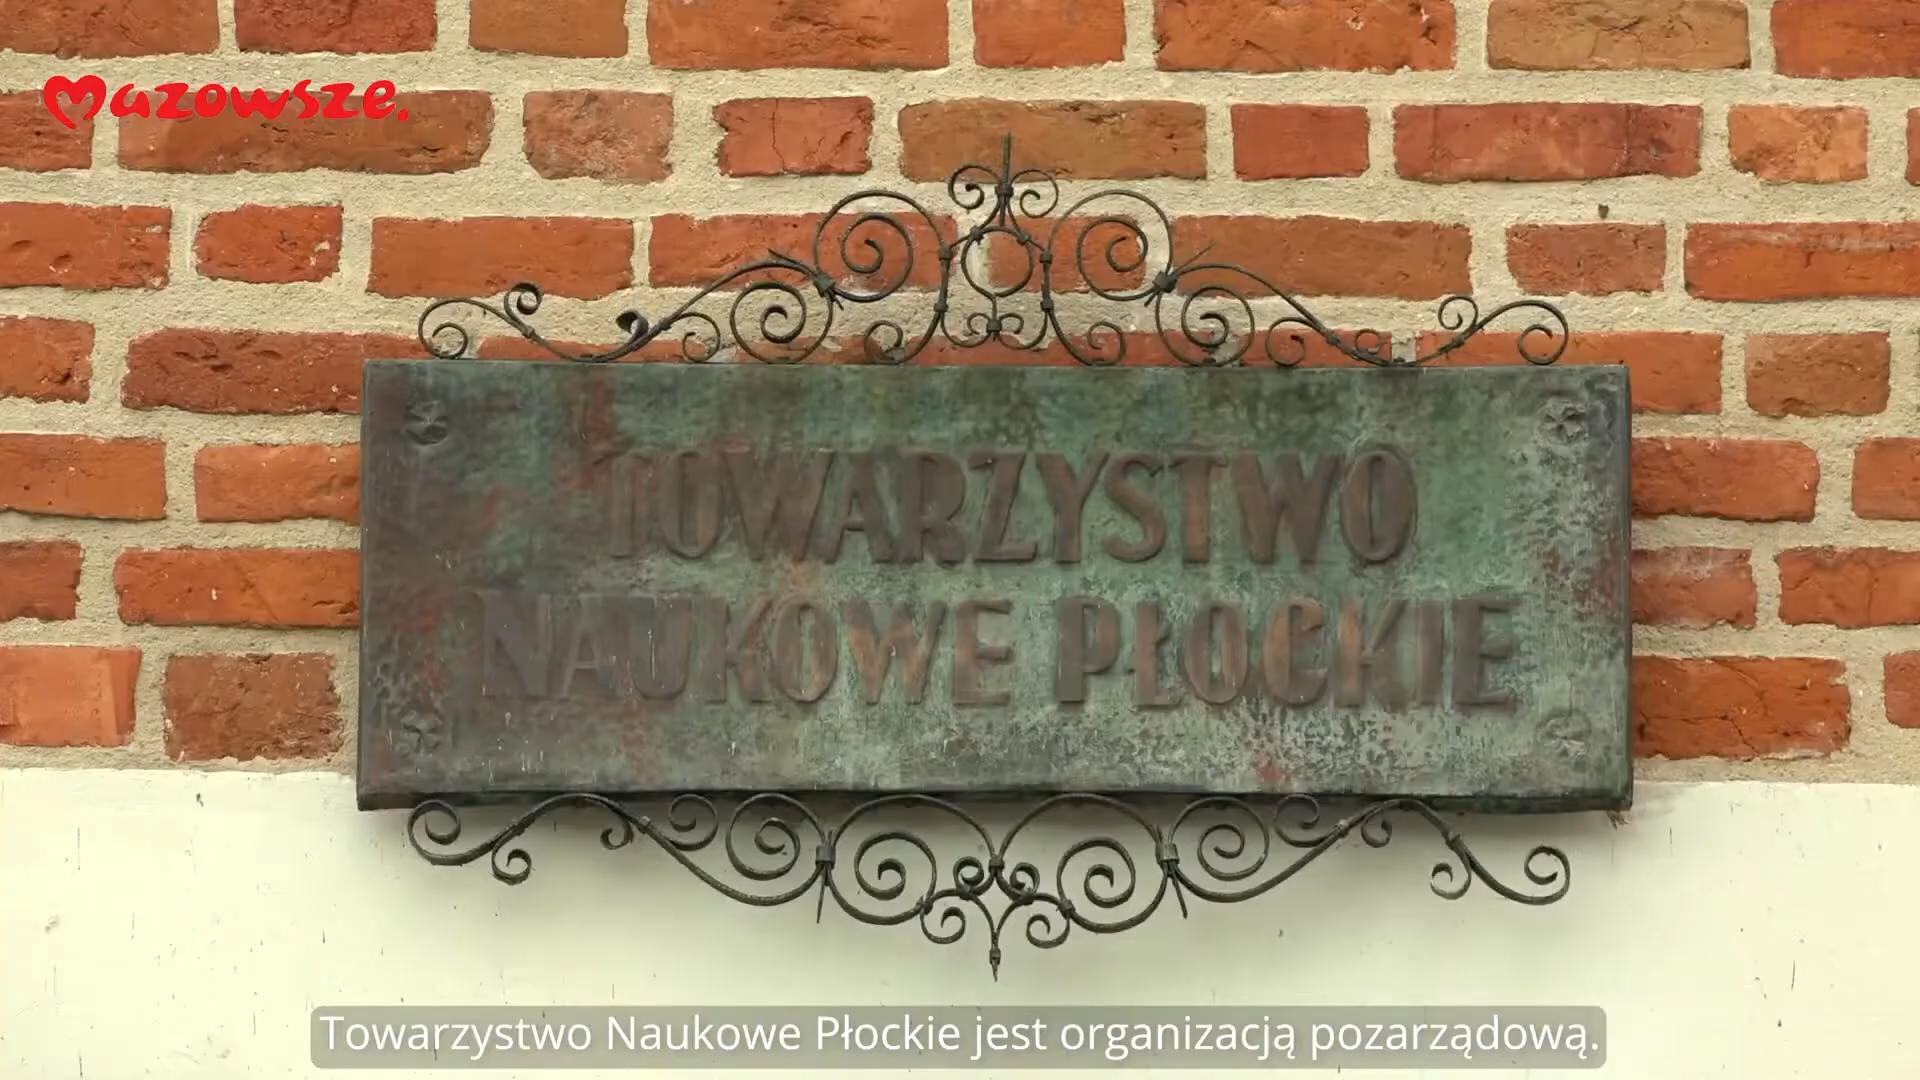 Mazowsze.
TOWARZYSTWO
NAUKOWE PŁOCKIE
Towarzystwo Naukowe Płockie jest organizacją pozarządową.